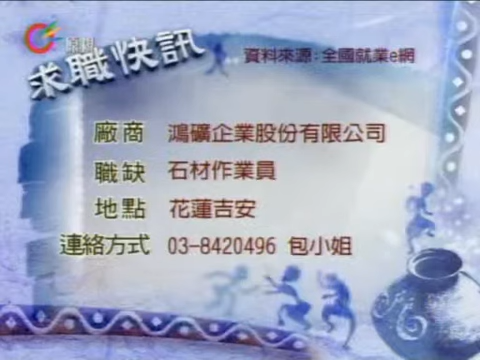 求職快訊
資料來源：全國就業e網
廠商 鴻礦企業股份有限公司
職缺 石材作業員
地點 花蓮吉安
連絡方式 03-8420496 包小姐